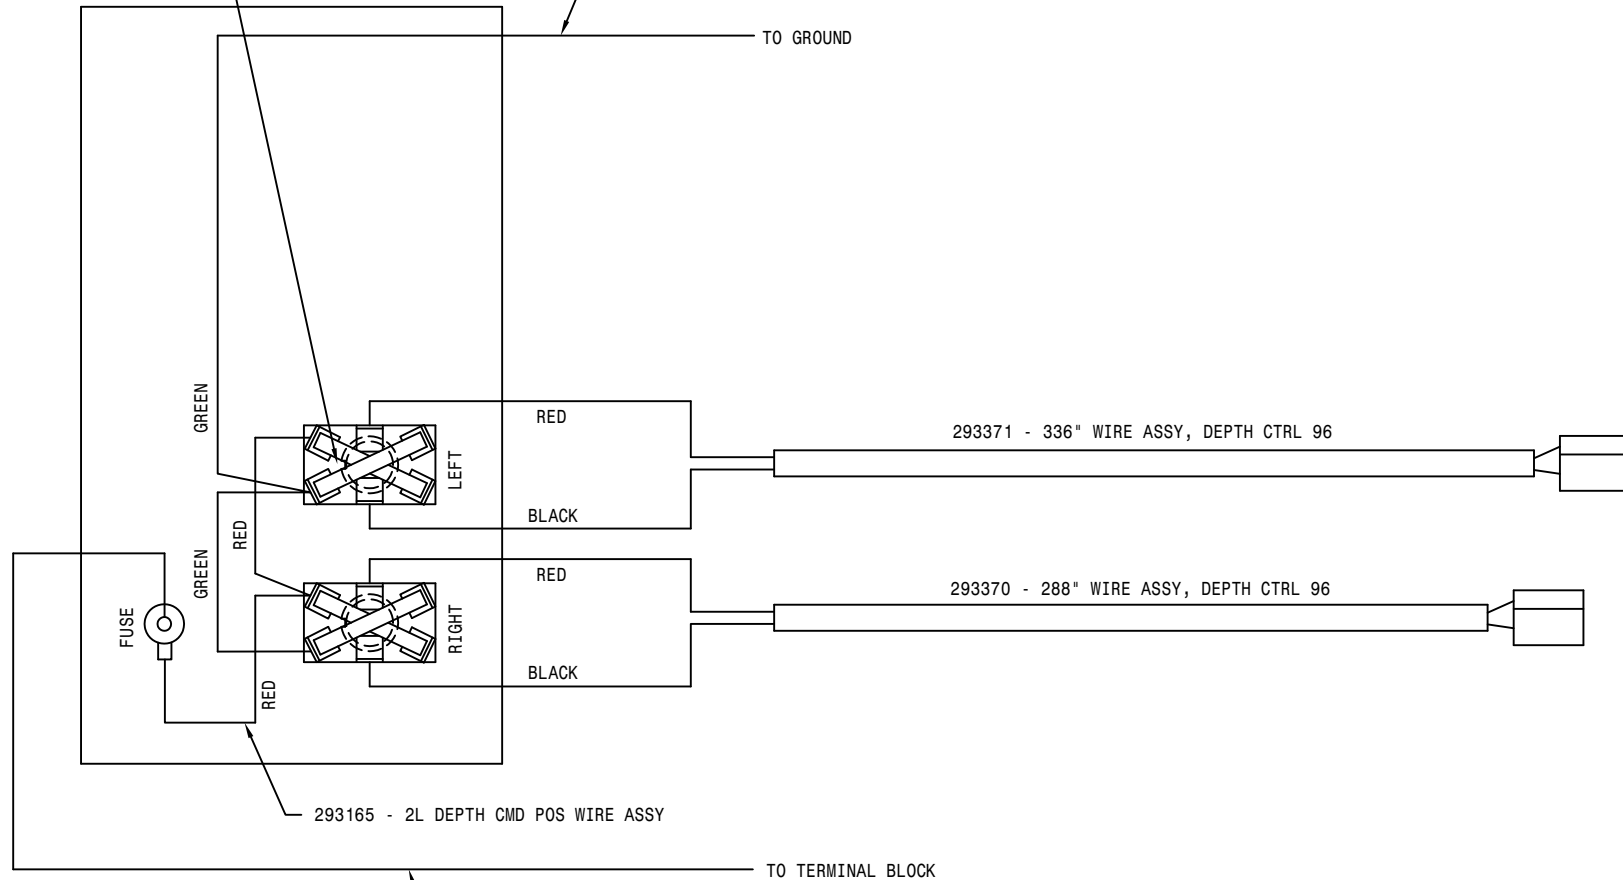 TO GROUND
GREEN
RED
LEFT
293371 - 336" WIRE ASSY, DEPTH CTRL 96
BLACK
RED
GREEN
RED
FUSE
RIGHT
293370 - 288" WIRE ASSY, DEPTH CTRL 96
BLACK
RED
293165 - 2L DEPTH CMD POS WIRE ASSY
TO TERMINAL BLOCK